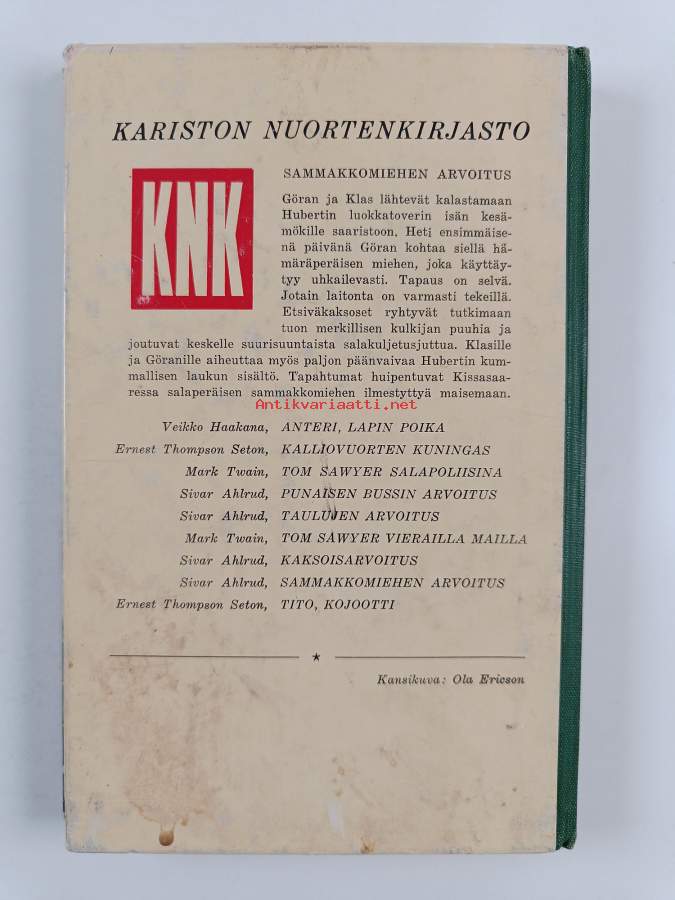 KARISTON NUORTENKIRJASTO
KNK
SAMMAKKOMIEHEN ARVOITUS
Göran ja Klas lähtevät kalastamaan
Hubertin luokkatoverin isän kesä-
mökille saaristoon. Heti ensimmäise-
nä päivänä Göran kohtaa siellä hä-
märäperäisen miehen, joka käyttäy-
tyy uhkailevasti. Tapaus on selvä.
Jotain laitonta on varmasti tekeillä.
Etsiväkaksoset ryhtyvät tutkimaan
tuon merkillisen kulkijan puuhia ja
joutuvat keskelle suurisuuntaista salakuljetusjuttua. Klasille
ja Göranille aiheuttaa myös paljon päänvaivaa Hubertin kum-
mallisen laukun sisältö. Tapahtumat huipentuvat Kissasaa-
ressa salaperäisen sammakkomiehen ilmestyttyä maisemaan.
Antikvariaatti.net
Veikko Haakana, ANTERI, LAPIN POIKA
Ernest Thompson Seton, KALLIOVUORTEN KUNINGAS
Mark Twain, TOM SAWYER SALAPOLIISINA
Sivar Ahlrud, PUNAISEN BUSSIN ARVOITUS
Sivar Ahlrud, TAULUJEN ARVOITUS
Mark Twain, TOM SAWYER VIERAILLA MAILLA
Sivar Ahlrud, KAKSOISARVOITUS
Sivar Ahlrud, SAMMAKKOMIEHEN ARVOITUS
Ernest Thompson Seton, TITO, KOJOOTTI
Kansikuva: Ola Ericson